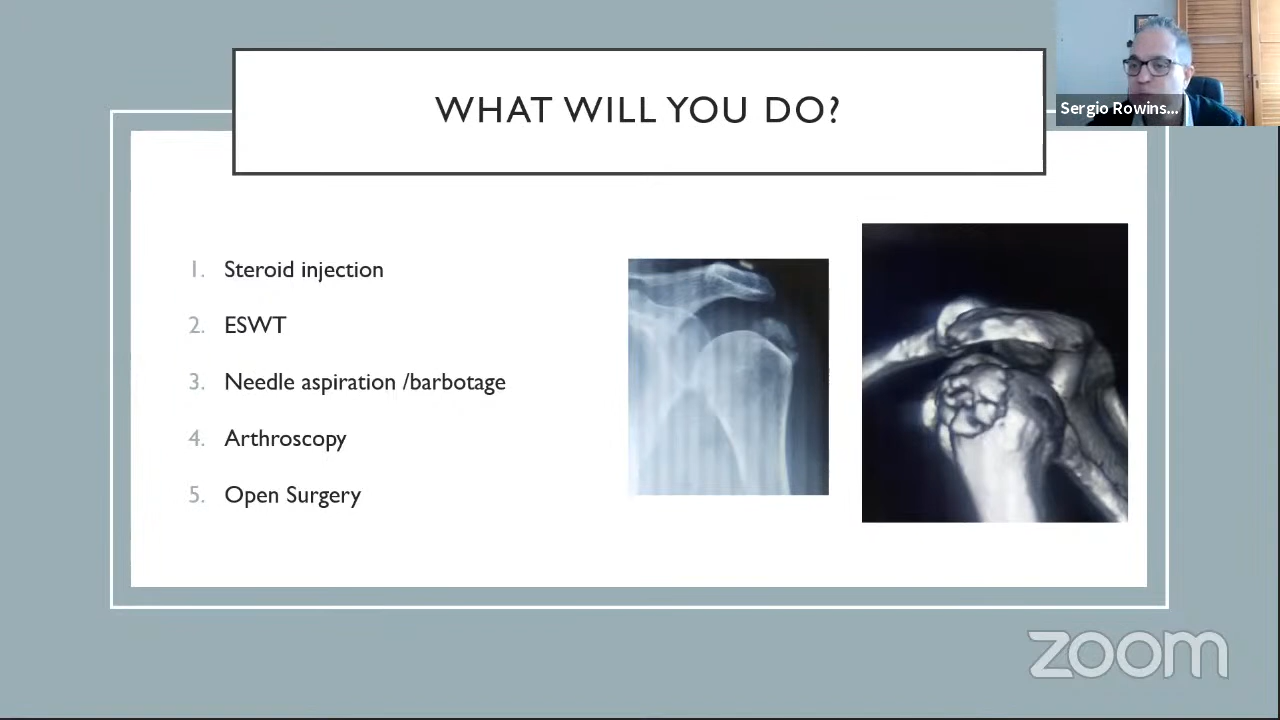 WHAT WILL YOU DO?
Sergio Rowins...
1. Steroid injection
2. ESWT
3. Needle aspiration /barbotage
4. Arthroscopy
5. Open Surgery
zoom